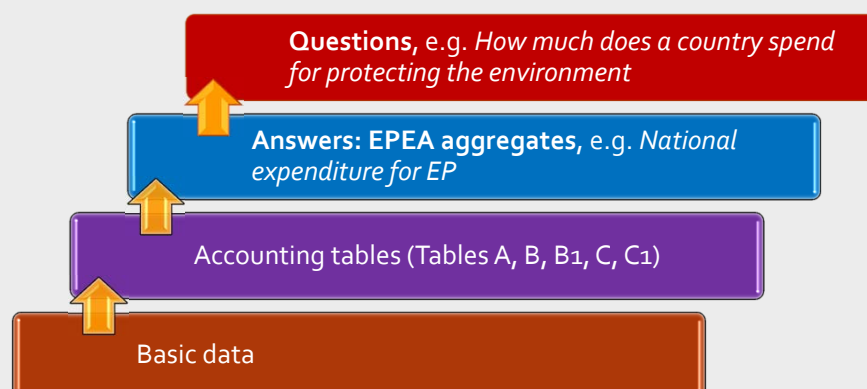 Questions, e.g. How much does a country spend
for protecting the environment
Answers: EPEA aggregates, e.g. National
expenditure for EP
Accounting tables (Tables A, B, B1, C, C1)
Basic data